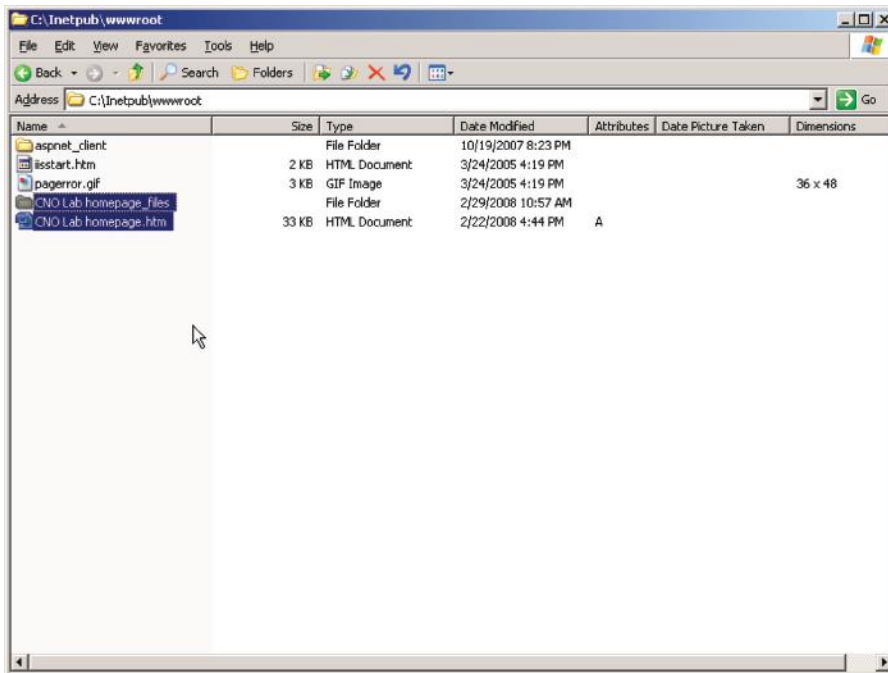 C:\Inetpub\wwwroot
File Edit View Favorites Tools Help
Back Search Folders
Address C:\Inetpub\wwwroot Go
Name Size Type Date Modified Attributes Date Picture Taken Dimensions
aspnet_client File Folder 10/19/2007 8:23 PM
iisstart.htm 2 KB HTML Document 3/24/2005 4:19 PM
pagerror.gif 3 KB GIF Image 3/24/2005 4:19 PM 36 x 48
CNO Lab homepage_files File Folder 2/29/2008 10:57 AM
CNO Lab homepage.htm 33 KB HTML Document 2/22/2008 4:44 PM A